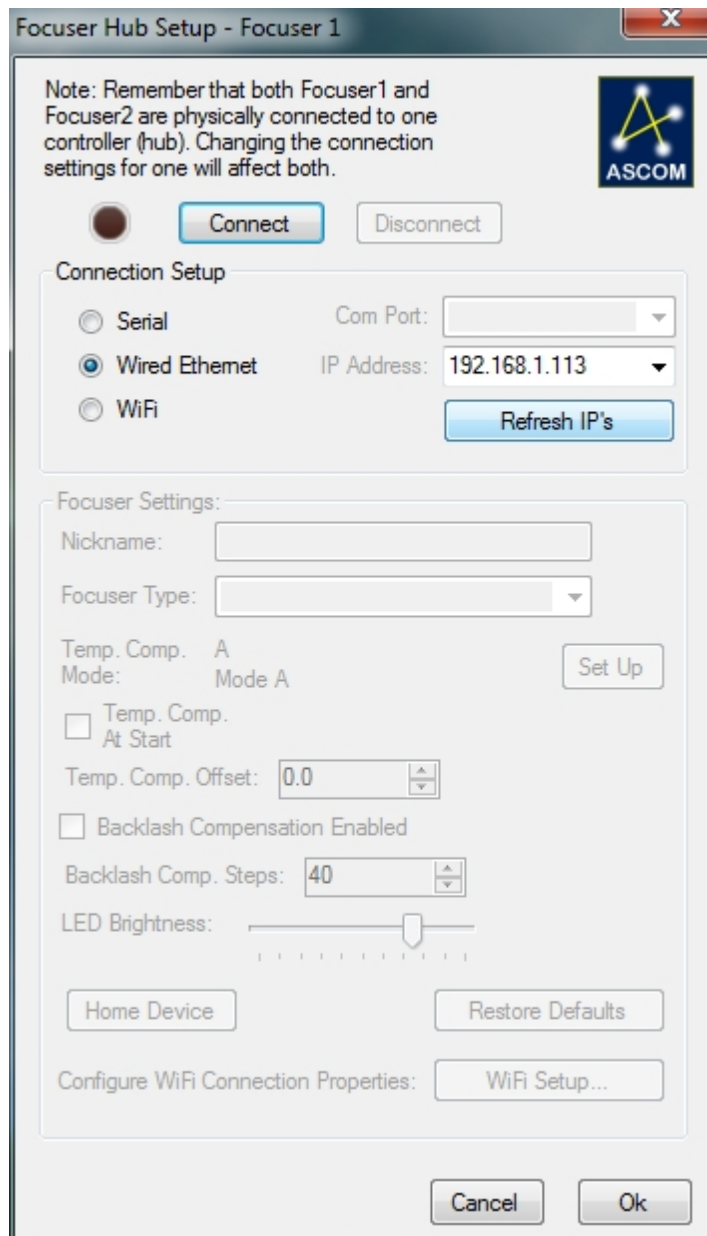 Focuser Hub Setup - Focuser 1
Note: Remember that both Focuser1 and
Focuser2 are physically connected to one
controller (hub). Changing the connection
settings for one will affect both.
ASCOM
Connect
Disconnect
Connection Setup
Serial
Com Port:
Wired Ethernet
IP Address:
192.168.1.113
WiFi
Refresh IP's
Focuser Settings:
Nickname:
Focuser Type:
Temp. Comp.
Mode:
A
Mode A
Set Up
Temp. Comp.
At Start
Temp. Comp. Offset:
0.0
Backlash Compensation Enabled
Backlash Comp. Steps:
40
LED Brightness:
Home Device
Restore Defaults
Configure WiFi Connection Properties:
WiFi Setup...
Cancel
Ok